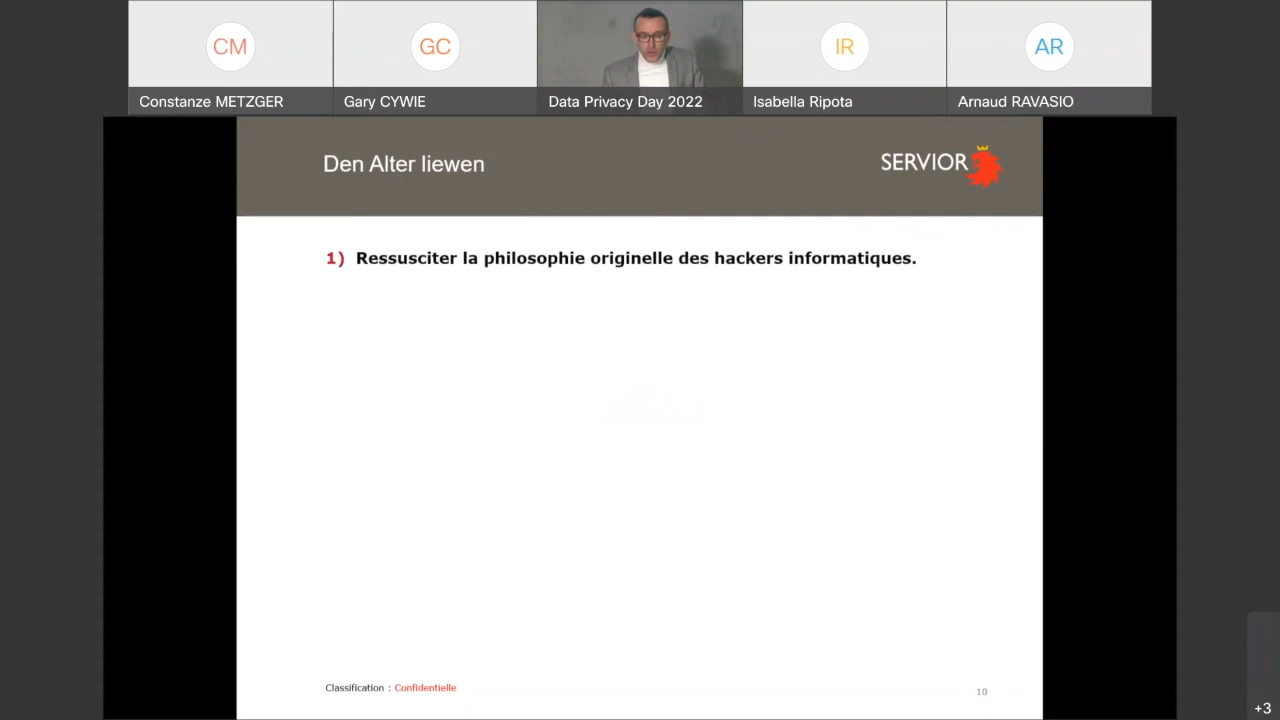 CM
GC
IR
AR
Constanze METZGER
Gary CYWIE
Data Privacy Day 2022
Isabella Ripota
Arnaud RAVASIO
Den Alter liewen
SERVIOR
1) Ressusciter la philosophie originelle des hackers informatiques.
Classification : Confidentielle
10
+3